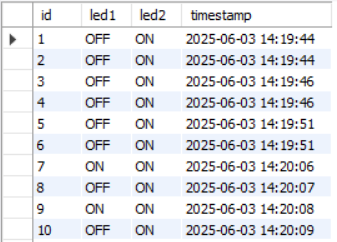 id led1 led2 timestamp
1 OFF ON 2025-06-03 14:19:44
2 OFF ON 2025-06-03 14:19:44
3 OFF ON 2025-06-03 14:19:46
4 OFF ON 2025-06-03 14:19:46
5 OFF ON 2025-06-03 14:19:51
6 OFF ON 2025-06-03 14:19:51
7 ON ON 2025-06-03 14:20:06
8 OFF ON 2025-06-03 14:20:07
9 ON ON 2025-06-03 14:20:08
10 OFF ON 2025-06-03 14:20:09